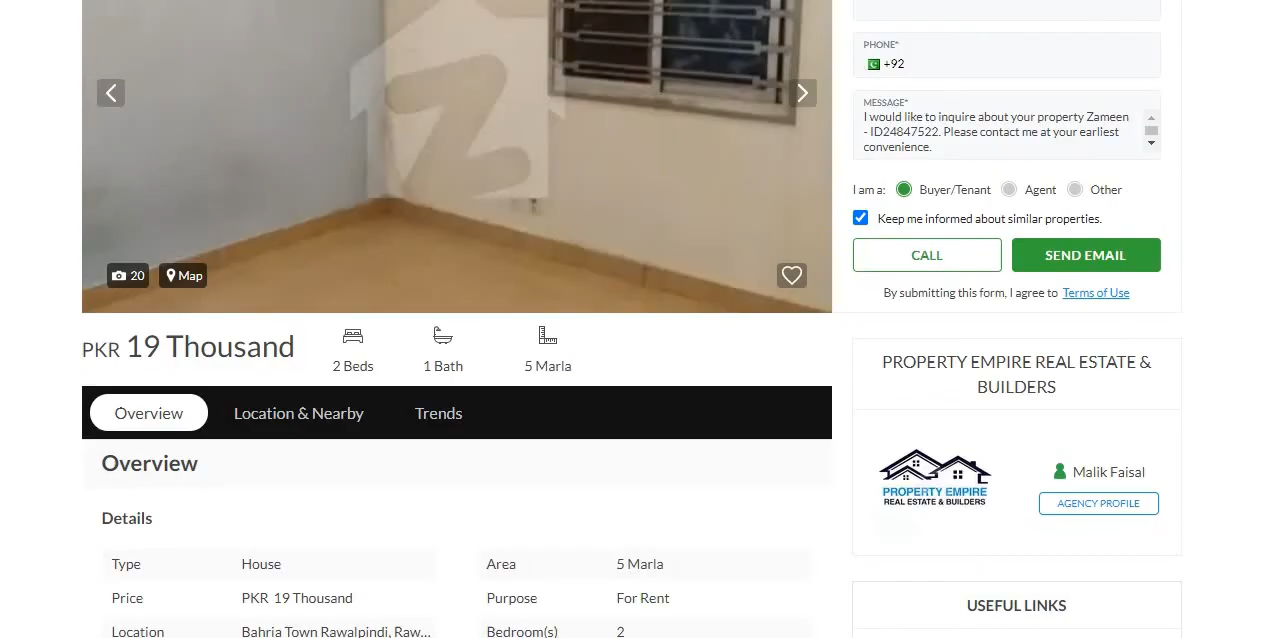 PHONE*
+92
MESSAGE*
I would like to inquire about your property Zameen
- ID24847522. Please contact me at your earliest
convenience.
I am a: Buyer/Tenant Agent Other
Keep me informed about similar properties.
CALL SEND EMAIL
By submitting this form, I agree to Terms of Use
20 Map
PKR 19 Thousand
2 Beds 1 Bath 5 Marla
Overview Location & Nearby Trends
Overview
Details
Type House Area 5 Marla
Price PKR 19 Thousand Purpose For Rent
Location Bahria Town Rawalpindi, Raw... Bedroom(s) 2
PROPERTY EMPIRE REAL ESTATE &
BUILDERS
PROPERTY EMPIRE
REAL ESTATE & BUILDERS
Malik Faisal
AGENCY PROFILE
USEFUL LINKS